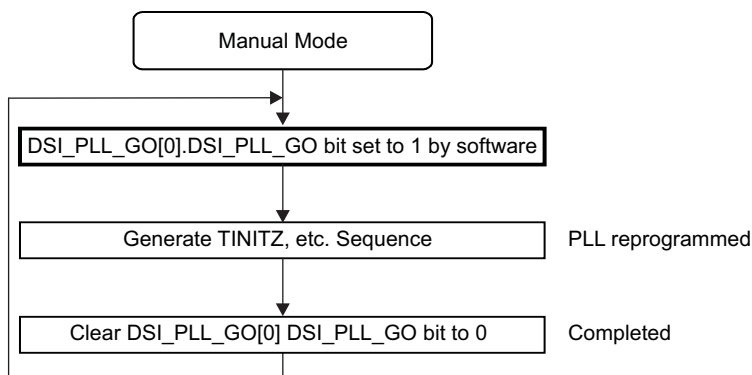 Manual Mode
DSI_PLL_GO[0].DSI_PLL_GO bit set to 1 by software
Generate TINITZ, etc. Sequence
PLL reprogrammed
Clear DSI_PLL_GO[0] DSI_PLL_GO bit to 0
Completed